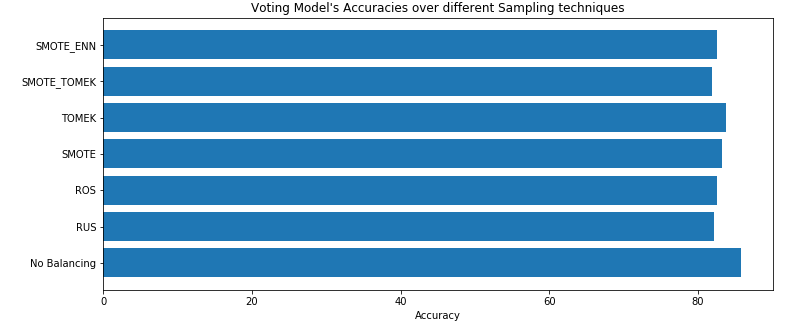 Voting Model's Accuracies over different Sampling techniques
SMOTE_ENN
SMOTE_TOMEK
TOMEK
SMOTE
ROS
RUS
No Balancing
0 20 40 60 80
Accuracy